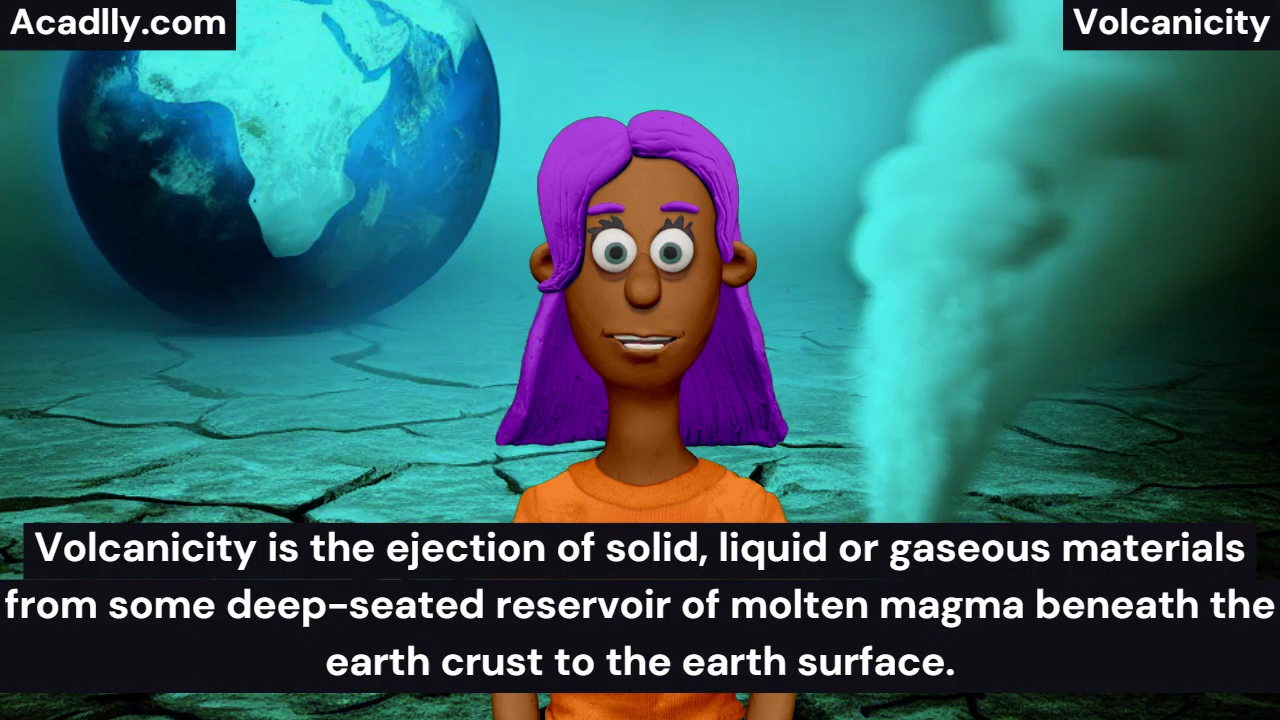 Acadlly.com
Volcanicity
Volcanicity is the ejection of solid, liquid or gaseous materials
from some deep-seated reservoir of molten magma beneath the
earth crust to the earth surface.